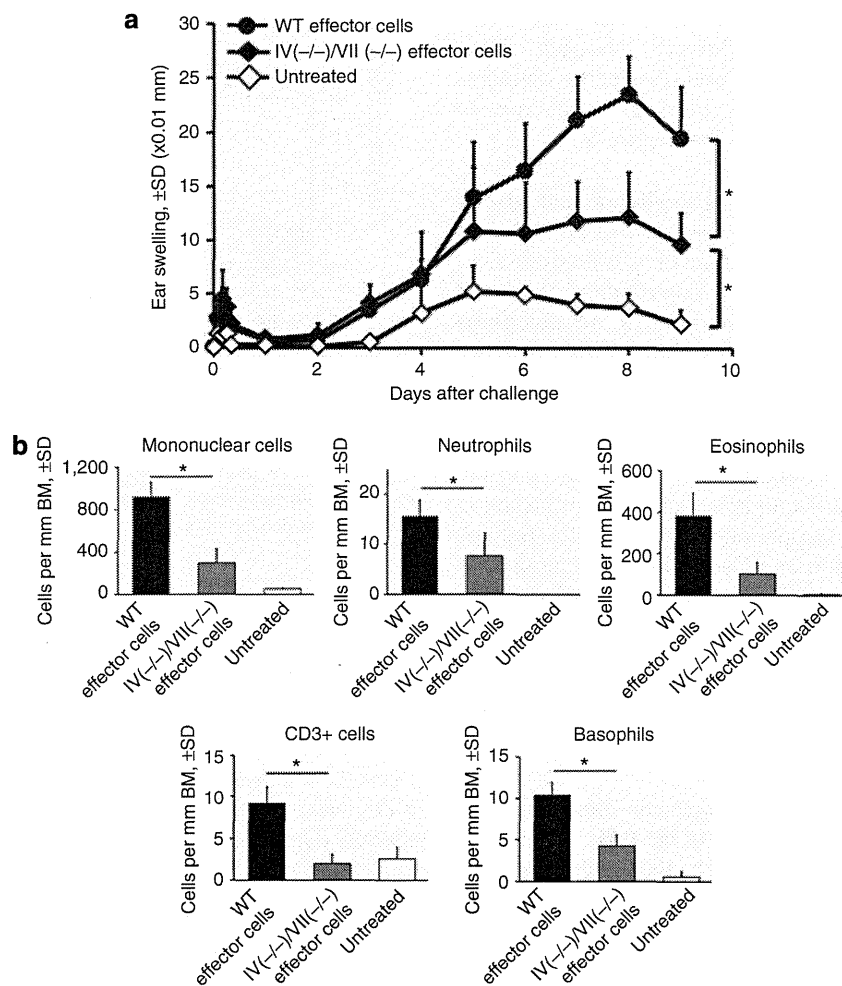 a
WT effector cells
IV(–/–)/VII (–/–) effector cells
Untreated
Ear swelling, ±SD (x0.01 mm)
30
25
20
15
10
5
0
*
*
0
2
4
6
8
10
Days after challenge
b
Mononuclear cells
Cells per mm BM, ±SD
1,200
800
400
0
*
WT
effector cells
IV(–/–)/VII(–/–)
effector cells
Untreated
Neutrophils
Cells per mm BM, ±SD
20
10
0
*
WT
effector cells
IV(–/–)/VII(–/–)
effector cells
Untreated
Eosinophils
Cells per mm BM, ±SD
600
400
200
0
*
WT
effector cells
IV(–/–)/VII(–/–)
effector cells
Untreated
CD3+ cells
Cells per mm BM, ±SD
15
10
5
0
*
WT
effector cells
IV(–/–)/VII(–/–)
effector cells
Untreated
Basophils
Cells per mm BM, ±SD
15
10
5
0
*
WT
effector cells
IV(–/–)/VII(–/–)
effector cells
Untreated